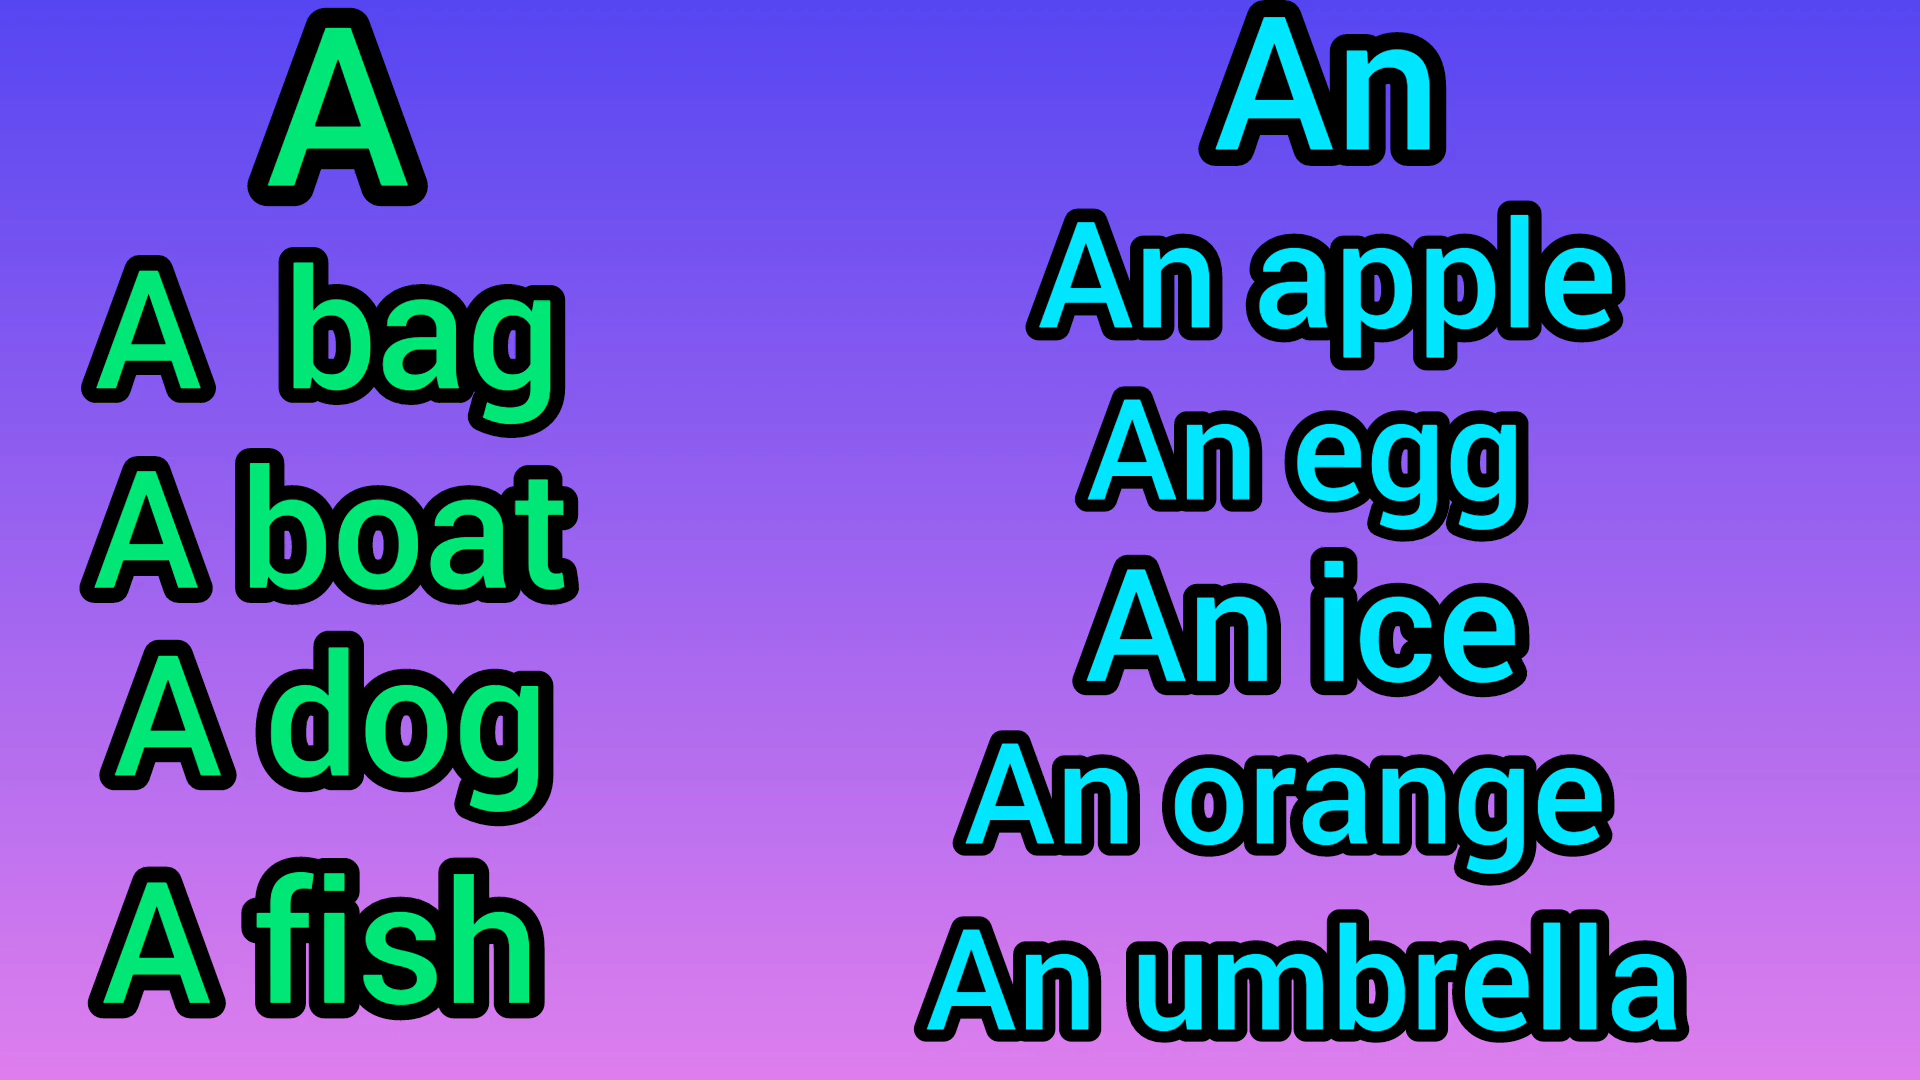 A
A bag
A boat
A dog
A fish
An
An apple
An egg
An ice
An orange
An umbrella